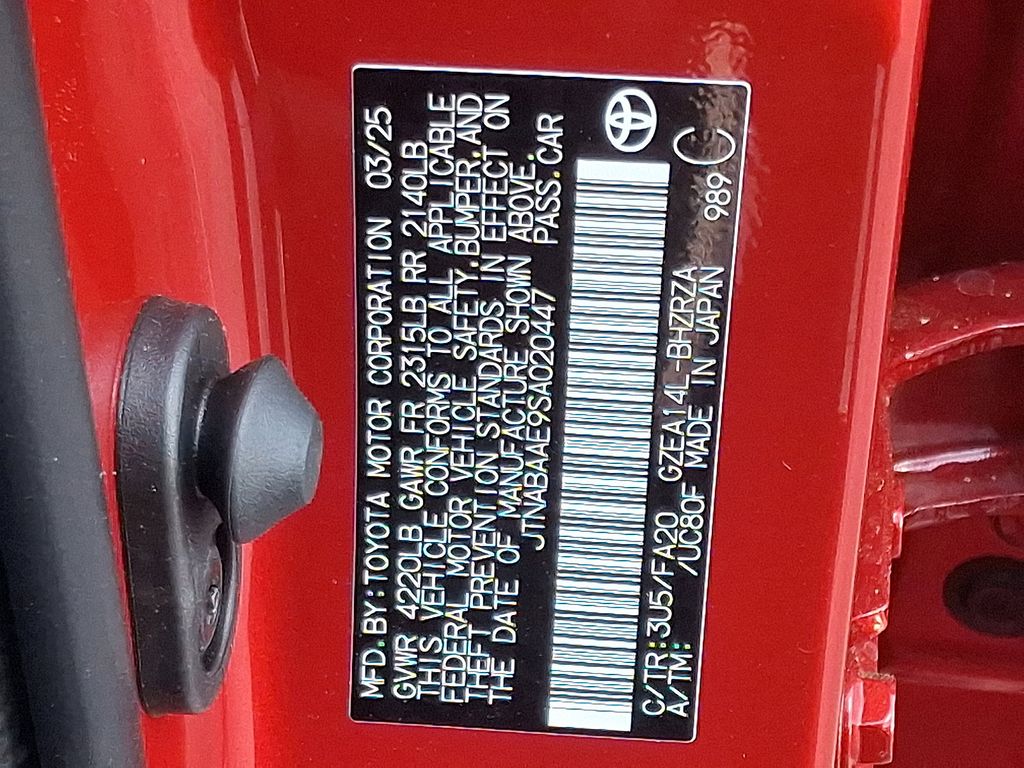 MFD.BY:TOYOTA MOTOR CORPORATION 03/25
GVWR 4220LB GAWR FR 2315LB RR 2140LB
THIS VEHICLE CONFORMS TO ALL APPLICABLE
FEDERAL MOTOR VEHICLE SAFETY,BUMPER,AND
THEFT PREVENTION STANDARDS IN EFFECT ON
THE DATE OF MANUFACTURE SHOWN ABOVE.
JTNABAAE9SA020447 PASS.CAR
C/TR:3U5/FA20 GZEA14L-BHZRZA
A/TM: /UC80F MADE IN JAPAN 989 C